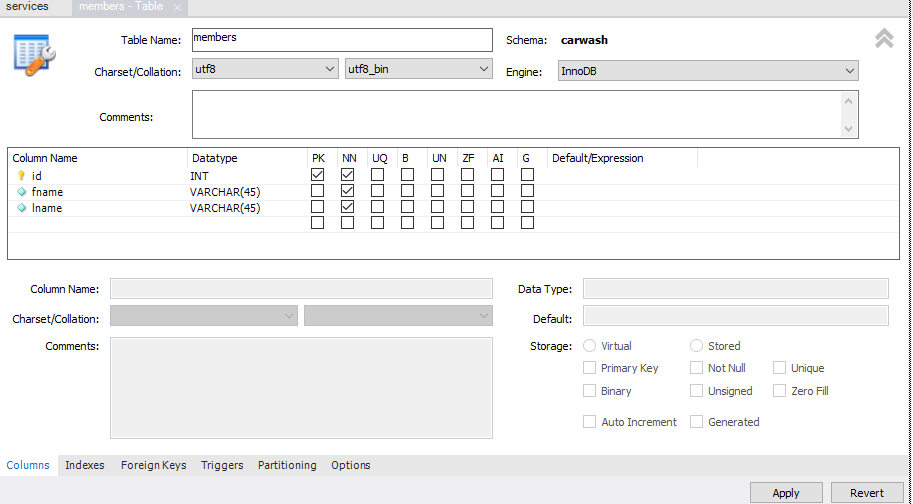 services members - Table
Table Name: members Schema: carwash
Charset/Collation: utf8 utf8_bin Engine: InnoDB
Comments:
Column Name Datatype PK NN UQ B UN ZF AI G Default/Expression
id INT
fname VARCHAR(45)
lname VARCHAR(45)
Column Name: Data Type:
Charset/Collation: Default:
Comments: Storage: Virtual Stored
Primary Key Not Null Unique
Binary Unsigned Zero Fill
Auto Increment Generated
Columns Indexes Foreign Keys Triggers Partitioning Options
Apply Revert